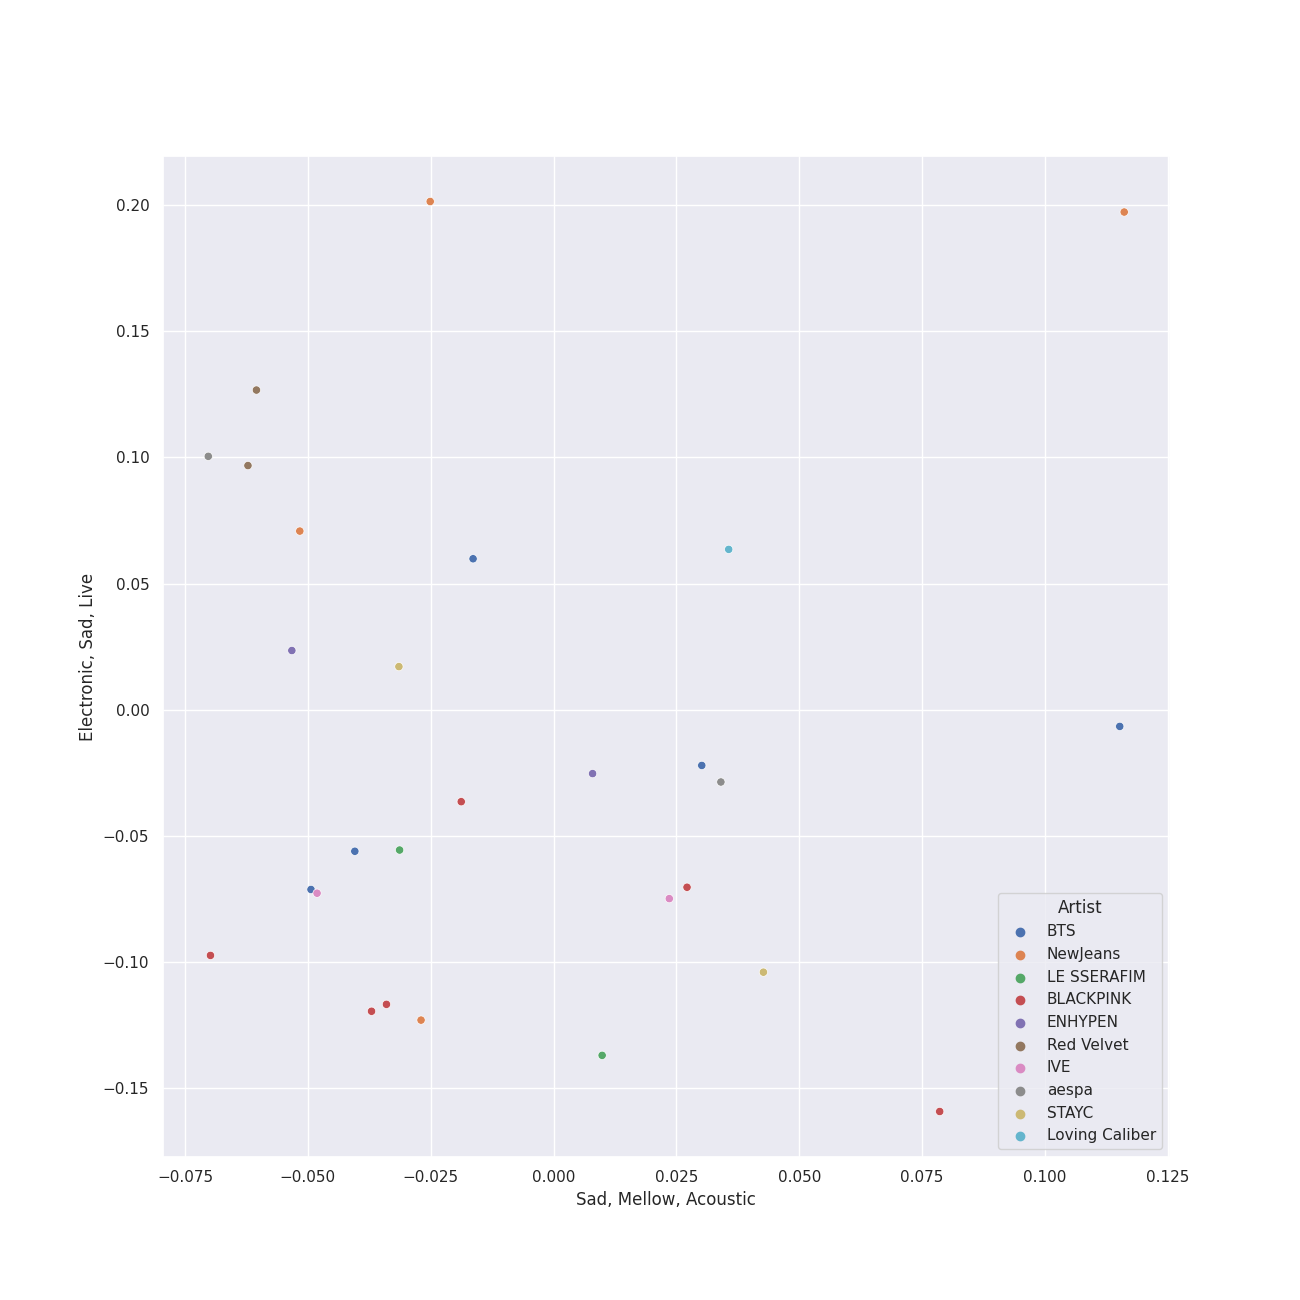 0.20
0.15
0.10
0.05
0.00
−0.05
−0.10
−0.15
Electronic, Sad, Live
−0.075 −0.050 −0.025 0.000 0.025 0.050 0.075 0.100 0.125
Sad, Mellow, Acoustic
Artist
BTS
NewJeans
LE SSERAFIM
BLACKPINK
ENHYPEN
Red Velvet
IVE
aespa
STAYC
Loving Caliber